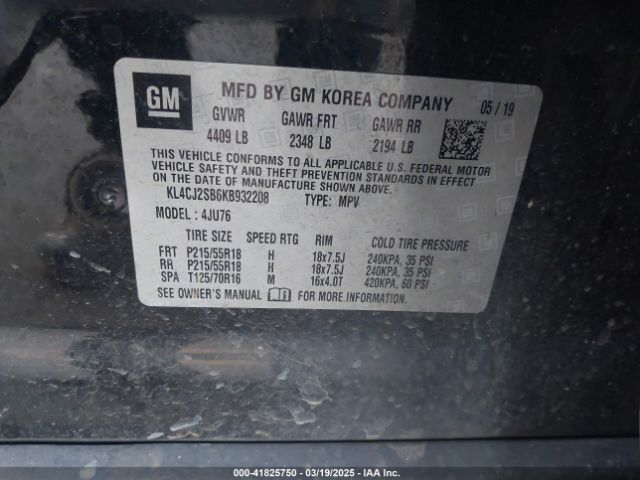 GM
MFD BY GM KOREA COMPANY 05/19
GVWR GAWR FRT GAWR RR
4409 LB 2348 LB 2194 LB
THIS VEHICLE CONFORMS TO ALL APPLICABLE U.S. FEDERAL MOTOR
VEHICLE SAFETY AND THEFT PREVENTION STANDARDS IN EFFECT
ON THE DATE OF MANUFACTURE SHOWN ABOVE.
KL4CJ2SB6KB932208 TYPE: MPV
MODEL: 4JU76
TIRE SIZE SPEED RTG RIM COLD TIRE PRESSURE
FRT P215/55R18 H 18x7.5J 240KPA, 35 PSI
RR P215/55R18 H 18x7.5J 240KPA, 35 PSI
SPA T125/70R16 M 16x4.0T 420KPA, 60 PSI
SEE OWNER'S MANUAL FOR MORE INFORMATION.
000-41825750 — 03/19/2025 — IAA Inc.